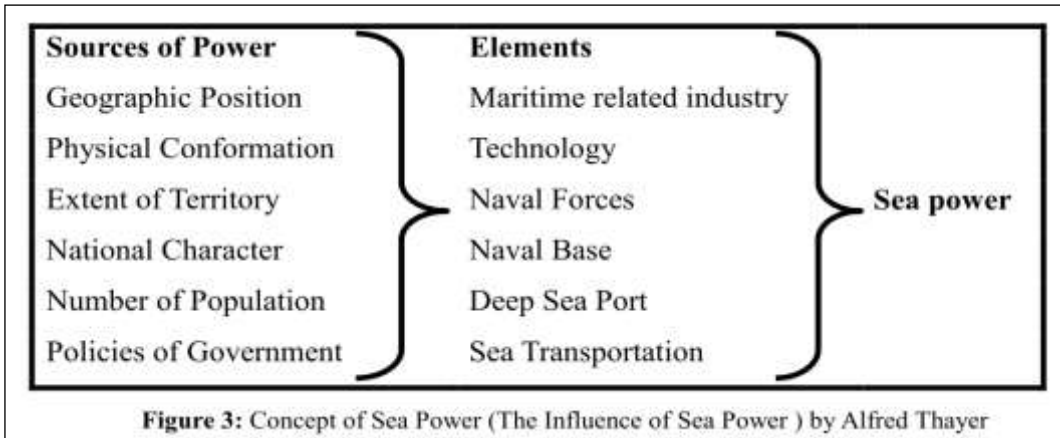 Sources of Power
Geographic Position
Physical Conformation
Extent of Territory
National Character
Number of Population
Policies of Government
Elements
Maritime related industry
Technology
Naval Forces
Naval Base
Deep Sea Port
Sea Transportation
Sea power
Figure 3: Concept of Sea Power (The Influence of Sea Power ) by Alfred Thayer